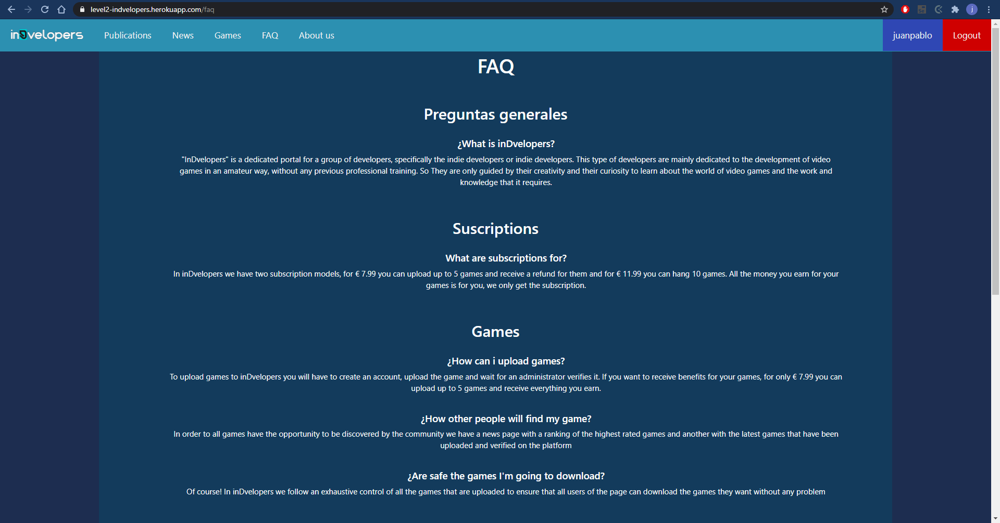 level2-indvelopers.herokuapp.com/faq
j
inDvelopers Publications News Games FAQ About us juanpablo Logout
FAQ
Preguntas generales
¿What is inDvelopers?
"InDvelopers" is a dedicated portal for a group of developers, specifically the indie developers or indie developers. This type of developers are mainly dedicated to the development of video
games in an amateur way, without any previous professional training. So They are only guided by their creativity and their curiosity to learn about the world of video games and the work and
knowledge that it requires.
Suscriptions
What are subscriptions for?
In inDvelopers we have two subscription models, for € 7.99 you can upload up to 5 games and receive a refund for them and for € 11.99 you can hang 10 games. All the money you earn for your
games is for you, we only get the subscription.
Games
¿How can i upload games?
To upload games to inDvelopers you will have to create an account, upload the game and wait for an administrator verifies it. If you want to receive benefits for your games, for only € 7.99 you can
upload up to 5 games and receive everything you earn.
¿How other people will find my game?
In order to all games have the opportunity to be discovered by the community we have a news page with a ranking of the highest rated games and another with the latest games that have been
uploaded and verified on the platform
¿Are safe the games I'm going to download?
Of course! In inDvelopers we follow an exhaustive control of all the games that are uploaded to ensure that all users of the page can download the games they want without any problem